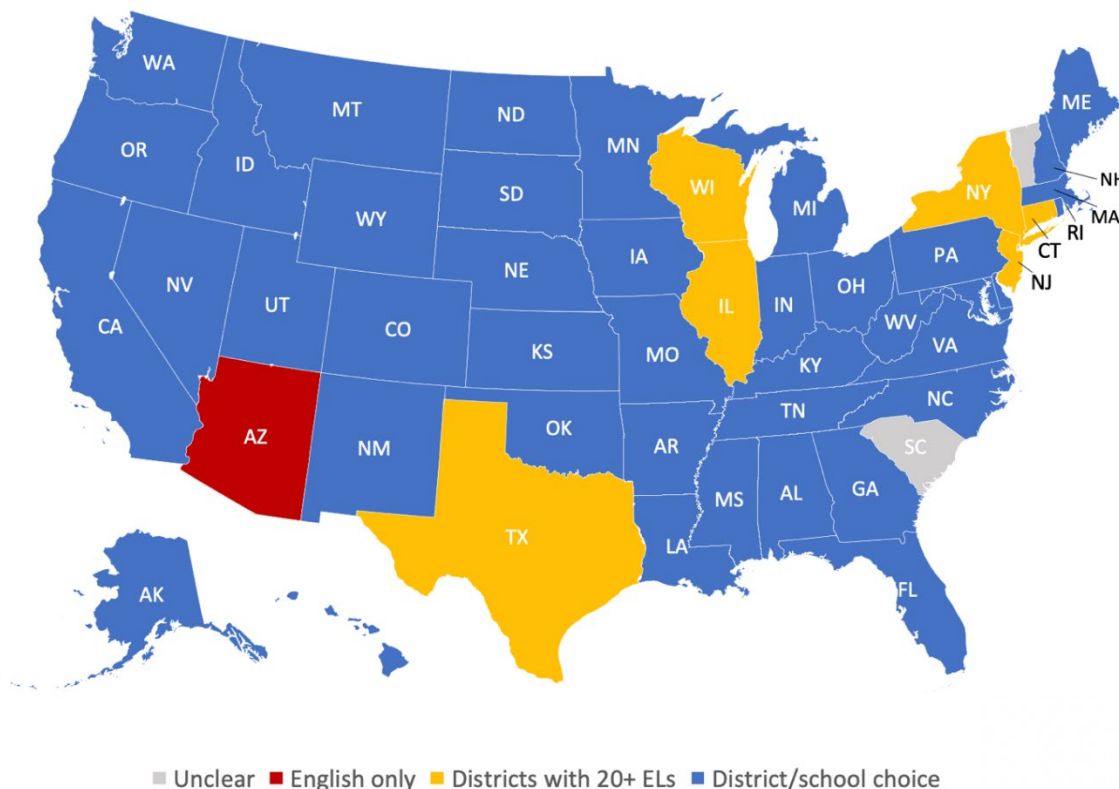 WA
MT
ND
MN
ME
OR
ID
SD
WI
NY
NH
WY
MI
MA
RI
CT
IA
NE
PA
NJ
NV
UT
CO
IL
IN
OH
CA
KS
MO
WV
VA
KY
NC
TN
AZ
NM
OK
AR
SC
MS
AL
GA
TX
LA
AK
FL
Unclear English only Districts with 20+ ELs District/school choice